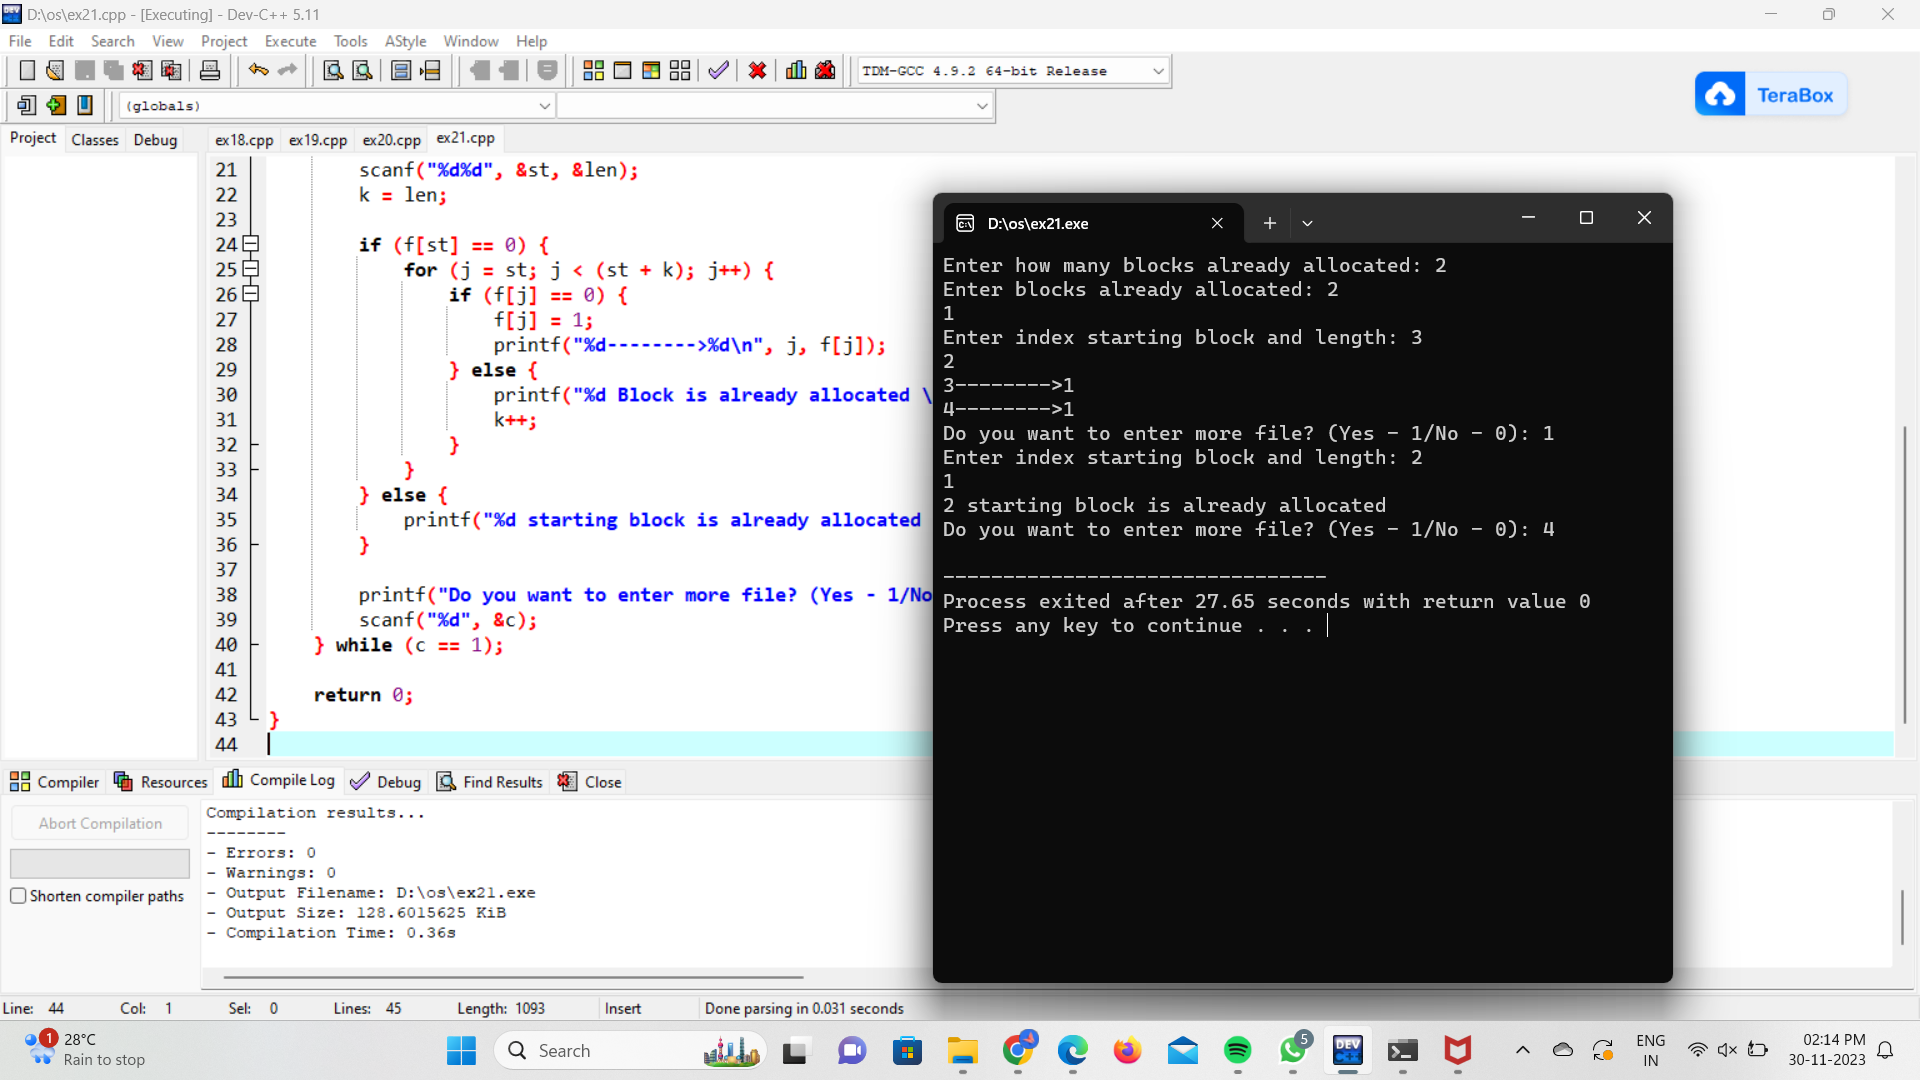 D:\os\ex21.cpp - [Executing] - Dev-C++ 5.11
File Edit Search View Project Execute Tools AStyle Window Help
TDM-GCC 4.9.2 64-bit Release
(globals)
TeraBox
Project Classes Debug
ex18.cpp ex19.cpp ex20.cpp ex21.cpp
21 scanf("%d%d", &st, &len);
22 k = len;
23
24 if (f[st] == 0) {
25 for (j = st; j < (st + k); j++) {
26 if (f[j] == 0) {
27 f[j] = 1;
28 printf("%d-------->%d\n", j, f[j]);
29 } else {
30 printf("%d Block is already allocated \
31 k++;
32 }
33 }
34 } else {
35 printf("%d starting block is already allocated
36 }
37
38 printf("Do you want to enter more file? (Yes - 1/No
39 scanf("%d", &c);
40 } while (c == 1);
41
42 return 0;
43 }
44
D:\os\ex21.exe
Enter how many blocks already allocated: 2
Enter blocks already allocated: 2
1
Enter index starting block and length: 3
2
3-------->1
4-------->1
Do you want to enter more file? (Yes - 1/No - 0): 1
Enter index starting block and length: 2
1
2 starting block is already allocated
Do you want to enter more file? (Yes - 1/No - 0): 4
--------------------------------
Process exited after 27.65 seconds with return value 0
Press any key to continue . . .
Compiler Resources Compile Log Debug Find Results Close
Abort Compilation
Shorten compiler paths
Compilation results...
--------
- Errors: 0
- Warnings: 0
- Output Filename: D:\os\ex21.exe
- Output Size: 128.6015625 KiB
- Compilation Time: 0.36s
Line: 44 Col: 1 Sel: 0 Lines: 45 Length: 1093 Insert Done parsing in 0.031 seconds
1
28°C
Rain to stop
Search
5
DEV C++
ENG
IN
02:14 PM
30-11-2023